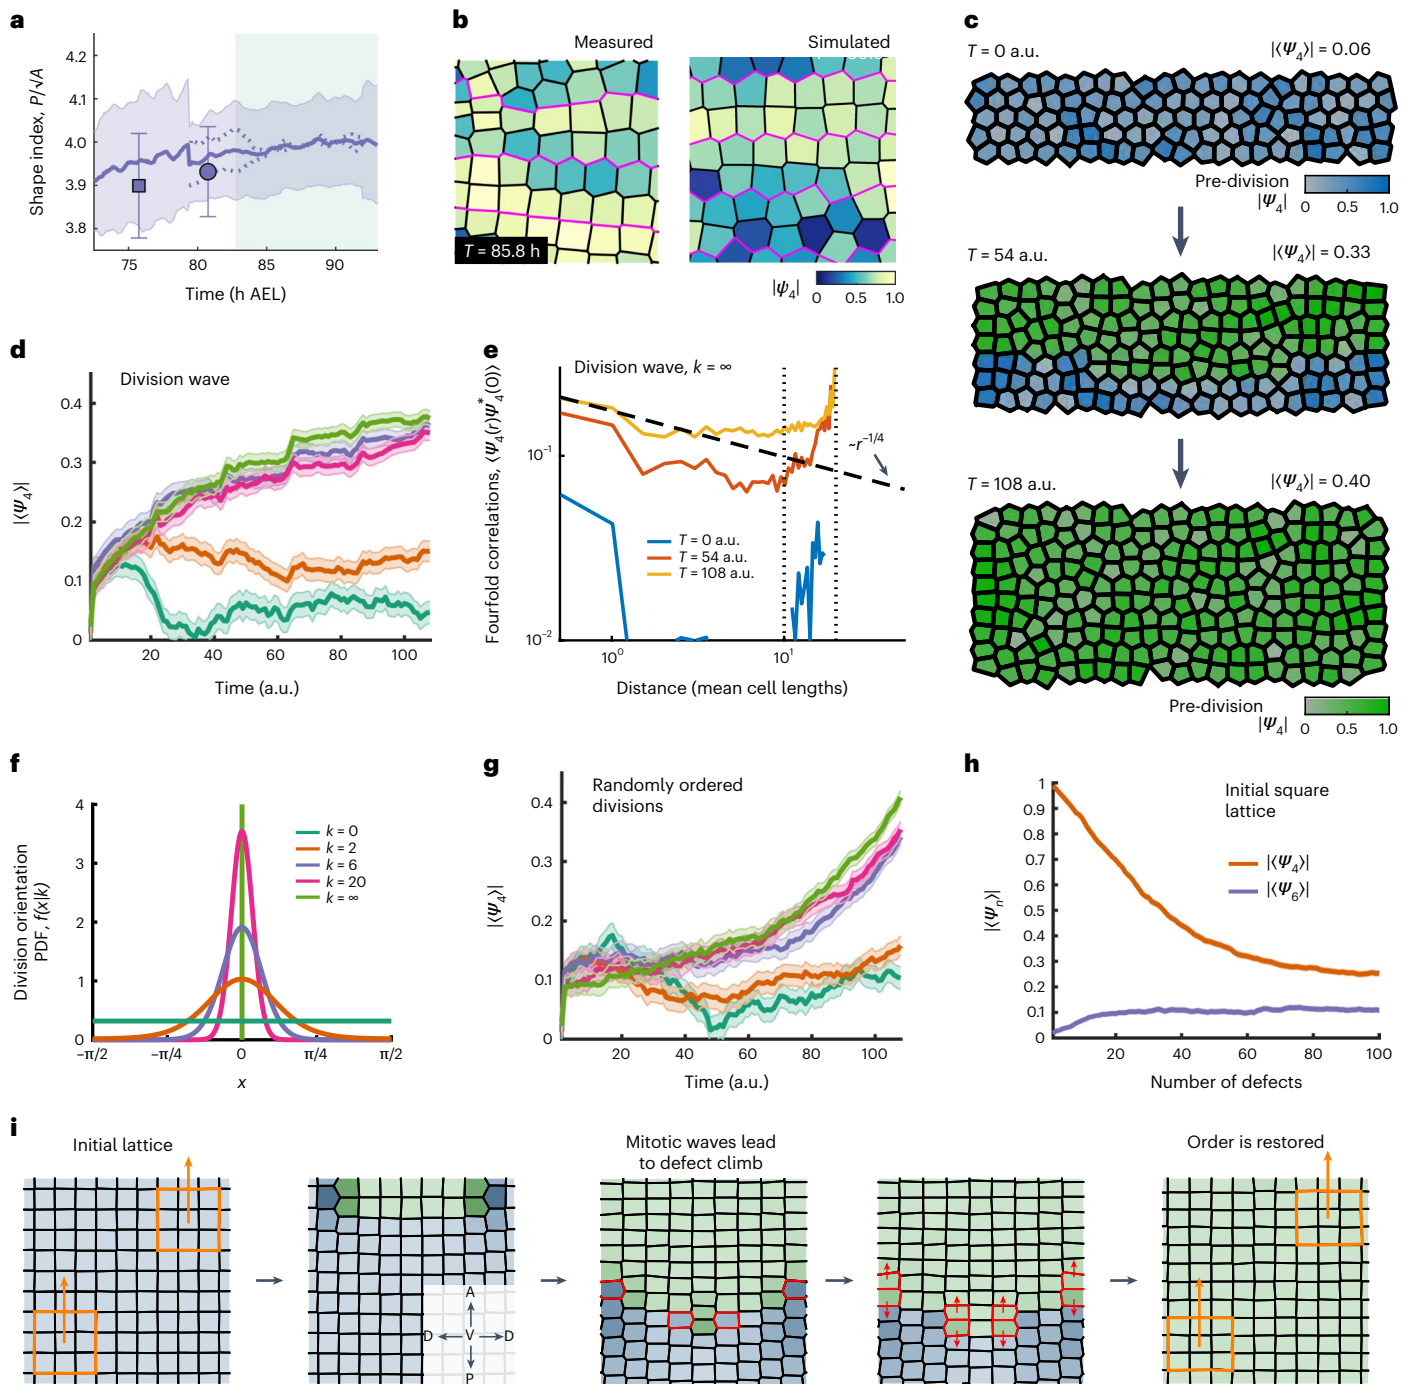 a
Shape index, P/√A
4.2
4.1
4.0
3.9
3.8
75
80
85
90
Time (h AEL)
b
Measured
Simulated
T = 85.8 h
|ψ₄|
0
0.5
1.0
c
T = 0 a.u.
|⟨Ψ₄⟩| = 0.06
Pre-division
|Ψ₄|
0
0.5
1.0
T = 54 a.u.
|⟨Ψ₄⟩| = 0.33
T = 108 a.u.
|⟨Ψ₄⟩| = 0.40
Pre-division
|Ψ₄|
0
0.5
1.0
d
Division wave
|⟨Ψ₄⟩|
0.4
0.3
0.2
0.1
0
20
40
60
80
100
Time (a.u.)
e
Division wave, k = ∞
Fourfold correlations, ⟨Ψ₄(r)Ψ₄*(0)⟩
10⁻¹
10⁻²
~r⁻¹/⁴
T = 0 a.u.
T = 54 a.u.
T = 108 a.u.
10⁰
10¹
Distance (mean cell lengths)
f
Division orientation
PDF, f(x|k)
4
3
2
1
0
k = 0
k = 2
k = 6
k = 20
k = ∞
−π/2
−π/4
0
π/4
π/2
x
g
Randomly ordered
divisions
|⟨Ψ₄⟩|
0.4
0.3
0.2
0.1
0
20
40
60
80
100
Time (a.u.)
h
Initial square
lattice
|⟨Ψₙ⟩|
1
0.9
0.8
0.7
0.6
0.5
0.4
0.3
0.2
0.1
0
|⟨Ψ₄⟩|
|⟨Ψ₆⟩|
20
40
60
80
100
Number of defects
i
Initial lattice
Mitotic waves lead
to defect climb
Order is restored
A
D
V
D
P